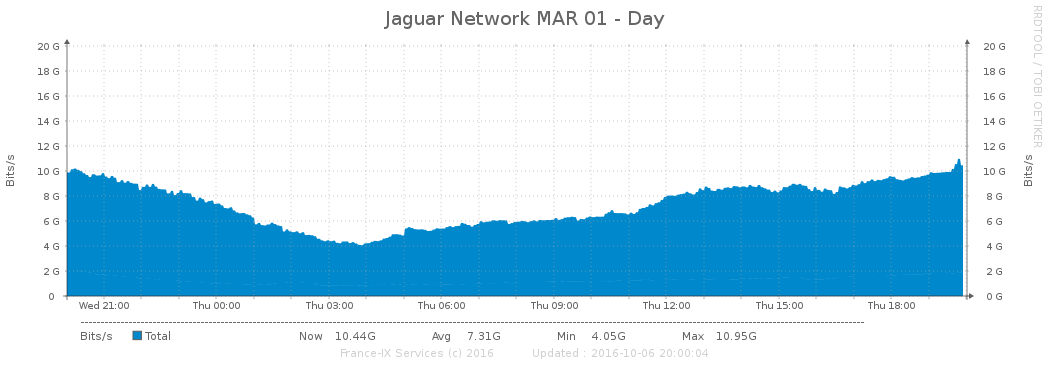 Jaguar Network MAR 01 - Day
RRDTOOL / TOBI OETIKER
Bits/s
Bits/s
20 G 20 G
18 G 18 G
16 G 16 G
14 G 14 G
12 G 12 G
10 G 10 G
8 G 8 G
6 G 6 G
4 G 4 G
2 G 2 G
0 0 G
Wed 21:00 Thu 00:00 Thu 03:00 Thu 06:00 Thu 09:00 Thu 12:00 Thu 15:00 Thu 18:00
Bits/s Total Now 10.44G Avg 7.31G Min 4.05G Max 10.95G
France-IX Services (c) 2016 Updated : 2016-10-06 20:00:04